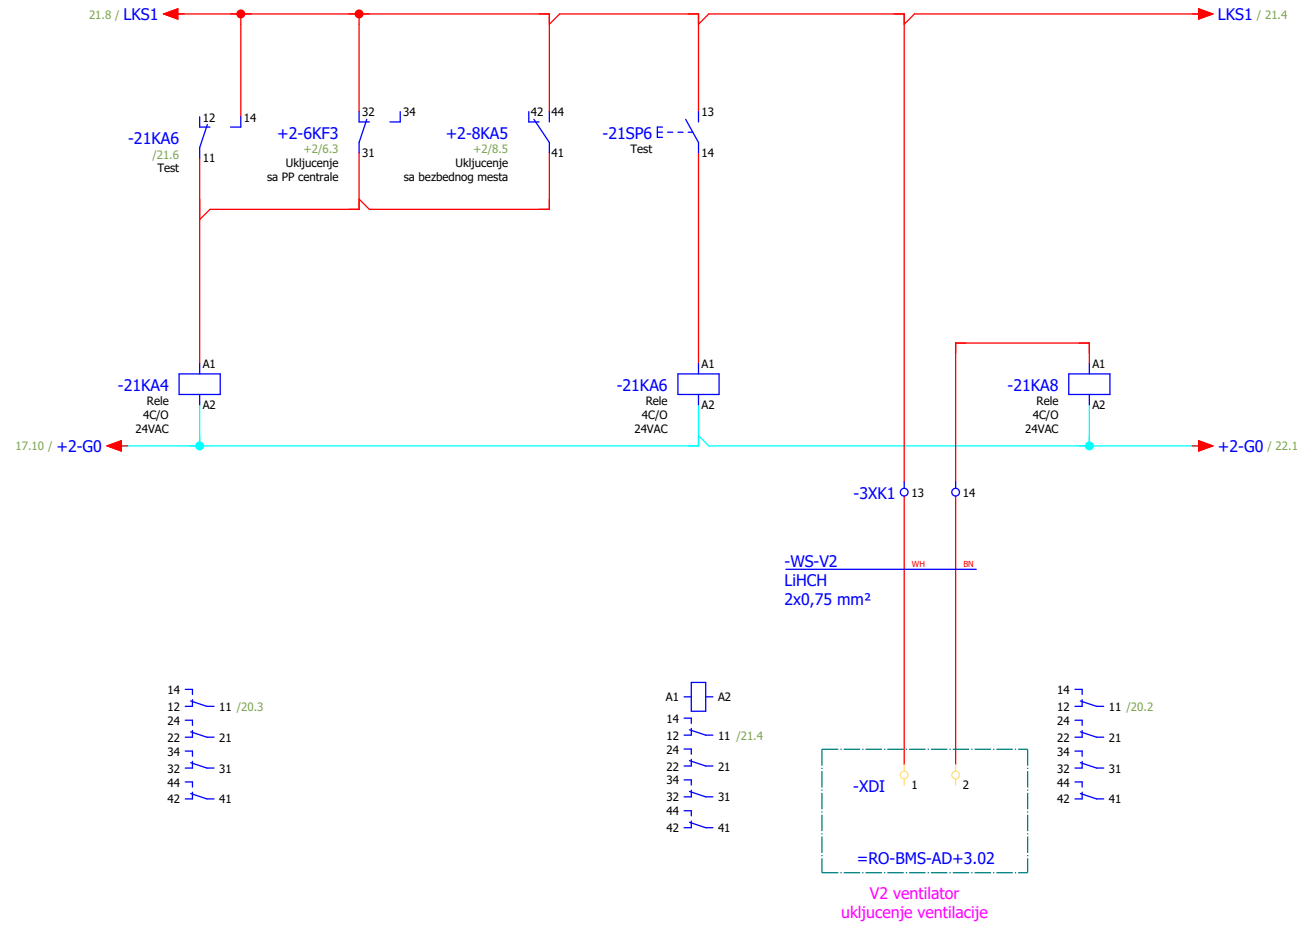 21.8 / LKS1
LKS1 / 21.4
12 14
-21KA6
/21.6
Test
11
32 34
+2-6KF3
+2/6.3
Ukljucenje
sa PP centrale
31
42 44
+2-8KA5
+2/8.5
Ukljucenje
sa bezbednog mesta
41
13
-21SP6
Test
14
A1
-21KA4
Rele
4C/O
24VAC
A2
A1
-21KA6
Rele
4C/O
24VAC
A2
A1
-21KA8
Rele
4C/O
24VAC
A2
17.10 / +2-G0
+2-G0 / 22.1
-3XK1 13 14
-WS-V2 WH BN
LiHCH
2x0,75 mm²
14
12 11 /20.3
24
22 21
34
32 31
44
42 41
A1 A2
14
12 11 /21.4
24
22 21
34
32 31
44
42 41
14
12 11 /20.2
24
22 21
34
32 31
44
42 41
-XDI 1 2
=RO-BMS-AD+3.02
V2 ventilator
ukljucenje ventilacije